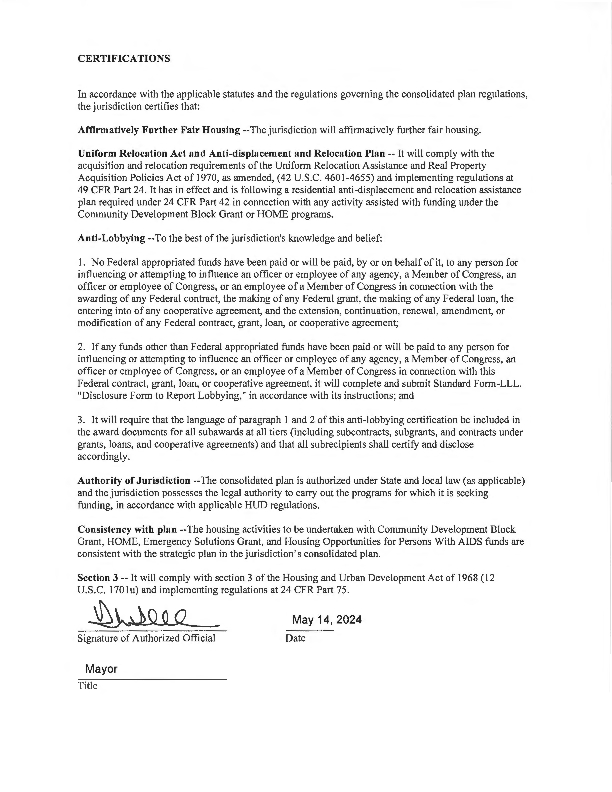 CERTIFICATIONS
In accordance with the applicable statutes and the regulations governing the consolidated plan regulations,
the jurisdiction certifies that:
Affirmatively Further Fair Housing --The jurisdiction will affirmatively further fair housing.
Uniform Relocation Act and Anti-displacement and Relocation Plan -- It will comply with the
acquisition and relocation requirements of the Uniform Relocation Assistance and Real Property
Acquisition Policies Act of 1970, as amended, (42 U.S.C. 4601-4655) and implementing regulations at
49 CFR Part 24. It has in effect and is following a residential anti-displacement and relocation assistance
plan required under 24 CFR Part 42 in connection with any activity assisted with funding under the
Community Development Block Grant or HOME programs.
Anti-Lobbying --To the best of the jurisdiction's knowledge and belief:
1. No Federal appropriated funds have been paid or will be paid, by or on behalf of it, to any person for
influencing or attempting to influence an officer or employee of any agency, a Member of Congress, an
officer or employee of Congress, or an employee of a Member of Congress in connection with the
awarding of any Federal contract, the making of any Federal grant, the making of any Federal loan, the
entering into of any cooperative agreement, and the extension, continuation, renewal, amendment, or
modification of any Federal contract, grant, loan, or cooperative agreement;
2. If any funds other than Federal appropriated funds have been paid or will be paid to any person for
influencing or attempting to influence an officer or employee of any agency, a Member of Congress, an
officer or employee of Congress, or an employee of a Member of Congress in connection with this
Federal contract, grant, loan, or cooperative agreement, it will complete and submit Standard Form-LLL,
"Disclosure Form to Report Lobbying," in accordance with its instructions; and
3. It will require that the language of paragraph 1 and 2 of this anti-lobbying certification be included in
the award documents for all subawards at all tiers (including subcontracts, subgrants, and contracts under
grants, loans, and cooperative agreements) and that all subrecipients shall certify and disclose
accordingly.
Authority of Jurisdiction --The consolidated plan is authorized under State and local law (as applicable)
and the jurisdiction possesses the legal authority to carry out the programs for which it is seeking
funding, in accordance with applicable HUD regulations.
Consistency with plan --The housing activities to be undertaken with Community Development Block
Grant, HOME, Emergency Solutions Grant, and Housing Opportunities for Persons With AIDS funds are
consistent with the strategic plan in the jurisdiction's consolidated plan.
Section 3 -- It will comply with section 3 of the Housing and Urban Development Act of 1968 (12
U.S.C. 1701u) and implementing regulations at 24 CFR Part 75.
May 14, 2024
Signature of Authorized Official Date
Mayor
Title